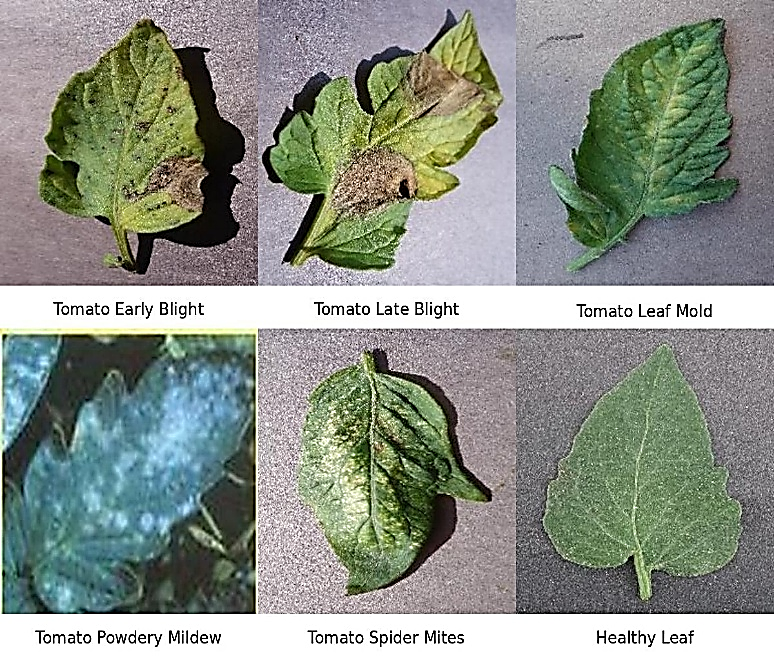 Tomato Early Blight
Tomato Late Blight
Tomato Leaf Mold
Tomato Powdery Mildew
Tomato Spider Mites
Healthy Leaf